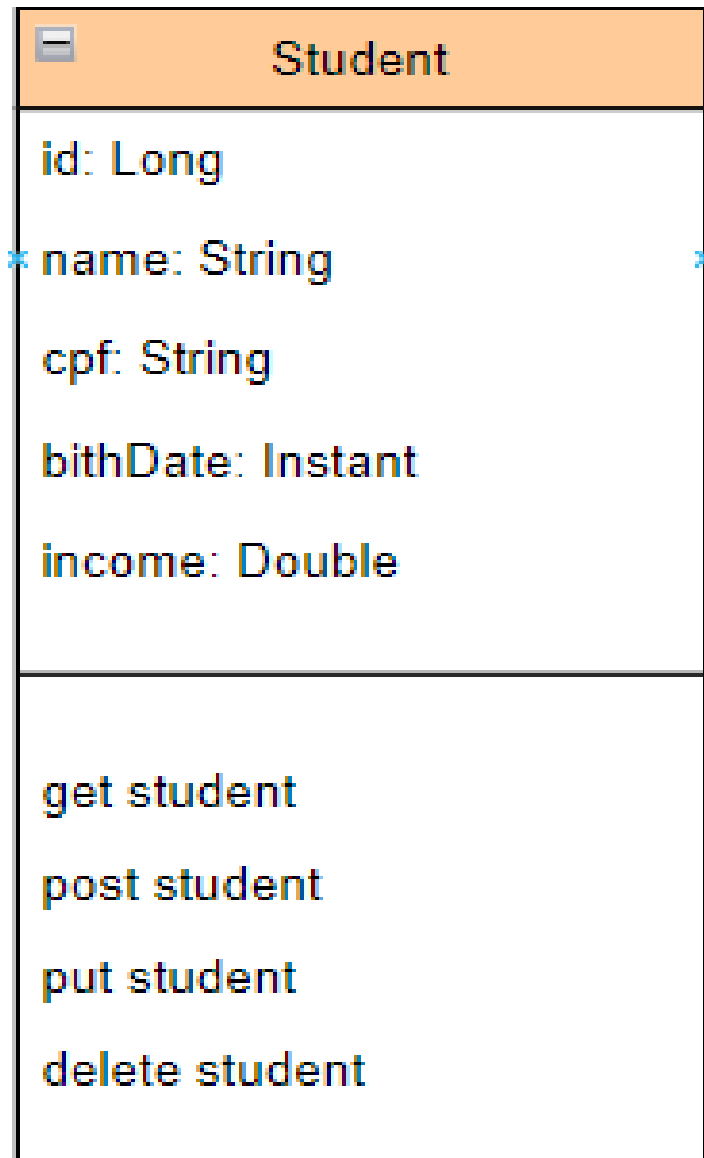 Student
id: Long
name: String
cpf: String
bithDate: Instant
income: Double
get student
post student
put student
delete student